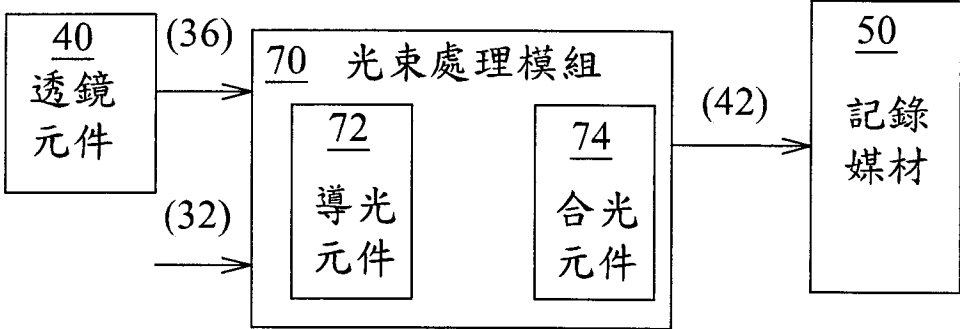 40
透鏡
元件
(36)
(32)
70 光束處理模組
72
導光
元件
74
合光
元件
(42)
50
記錄
媒材